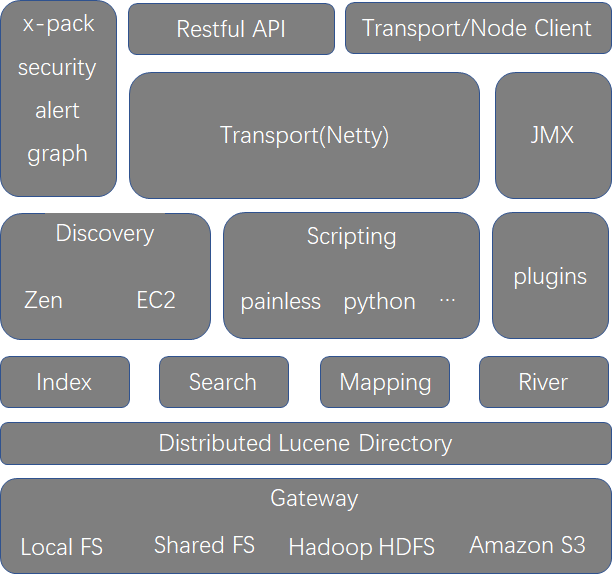 x-pack
security
alert
graph
Restful API
Transport/Node Client
Transport(Netty)
JMX
Discovery
Zen EC2
Scripting
painless python ...
plugins
Index
Search
Mapping
River
Distributed Lucene Directory
Gateway
Local FS Shared FS Hadoop HDFS Amazon S3